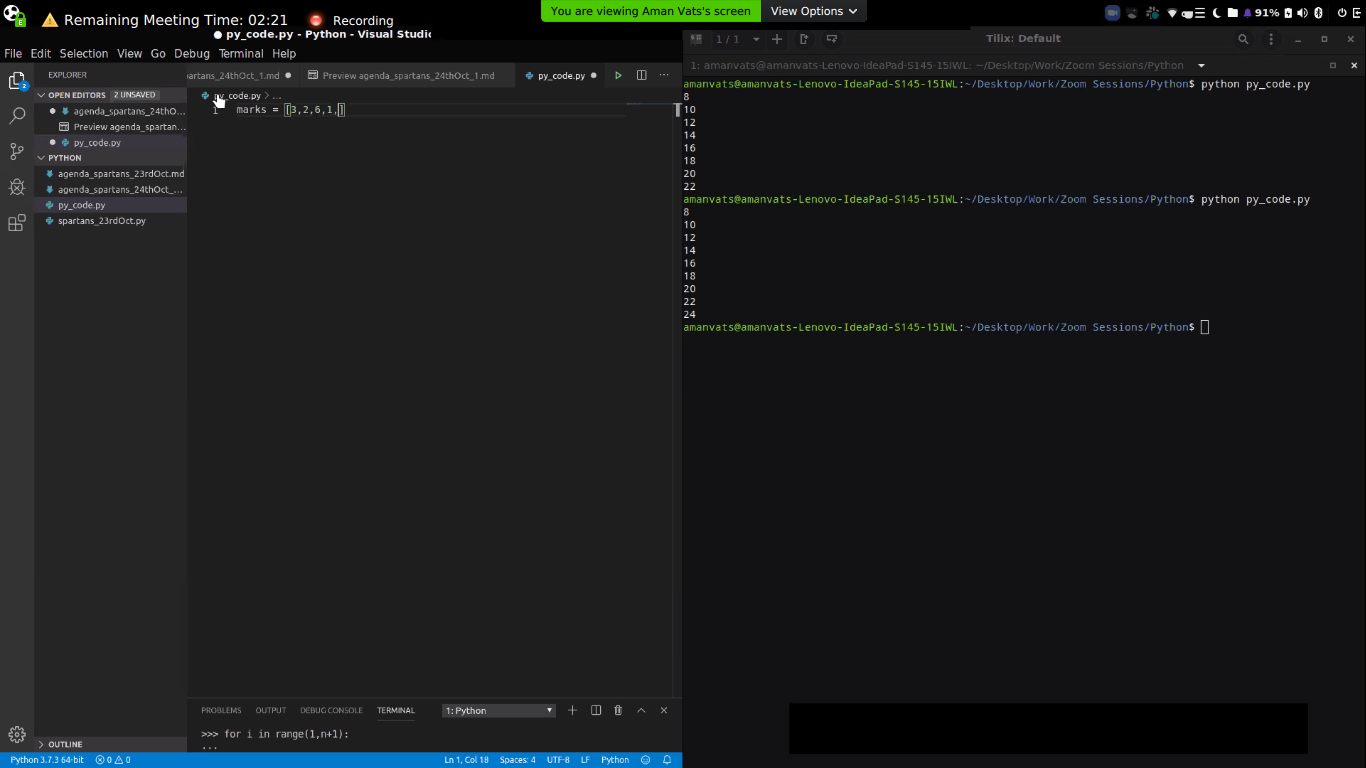 Remaining Meeting Time: 02:21 Recording
You are viewing Aman Vats's screen View Options
py_code.py - Python - Visual Studio
File Edit Selection View Go Debug Terminal Help
EXPLORER
OPEN EDITORS 2 UNSAVED
agenda_spartans_24thO...
Preview agenda_spartan...
py_code.py
PYTHON
agenda_spartans_23rdOct.md
agenda_spartans_24thOct_...
py_code.py
spartans_23rdOct.py
OUTLINE
artans_24thOct_1.md Preview agenda_spartans_24thOct_1.md py_code.py
py_code.py > ...
1 marks = [3,2,6,1,]
PROBLEMS OUTPUT DEBUG CONSOLE TERMINAL 1: Python
>>> for i in range(1,n+1):
...
Python 3.7.3 64-bit 0 0 Ln 1, Col 18 Spaces: 4 UTF-8 LF Python
2
91%
1 / 1 Tilix: Default
1: amanvats@amanvats-Lenovo-IdeaPad-S145-15IWL: ~/Desktop/Work/Zoom Sessions/Python
amanvats@amanvats-Lenovo-IdeaPad-S145-15IWL:~/Desktop/Work/Zoom Sessions/Python$ python py_code.py
8
10
12
14
16
18
20
22
amanvats@amanvats-Lenovo-IdeaPad-S145-15IWL:~/Desktop/Work/Zoom Sessions/Python$ python py_code.py
8
10
12
14
16
18
20
22
24
amanvats@amanvats-Lenovo-IdeaPad-S145-15IWL:~/Desktop/Work/Zoom Sessions/Python$